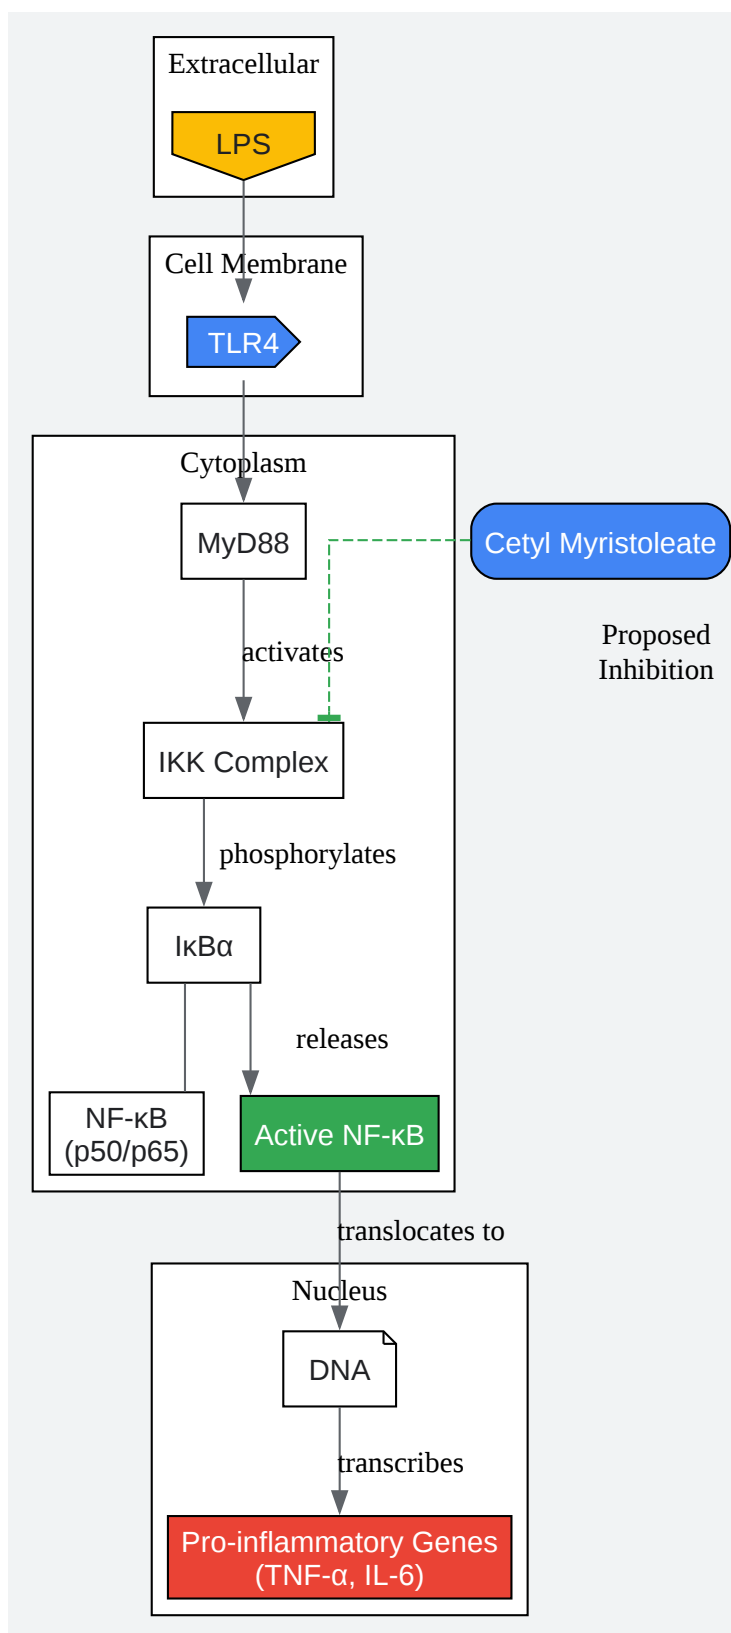 Extracellular
LPS
Cell Membrane
TLR4
Cytoplasm
MyD88
Cetyl Myristoleate
Proposed
Inhibition
activates
IKK Complex
phosphorylates
IκBα
releases
NF-κB
(p50/p65)
Active NF-κB
translocates to
Nucleus
DNA
transcribes
Pro-inflammatory Genes
(TNF-α, IL-6)